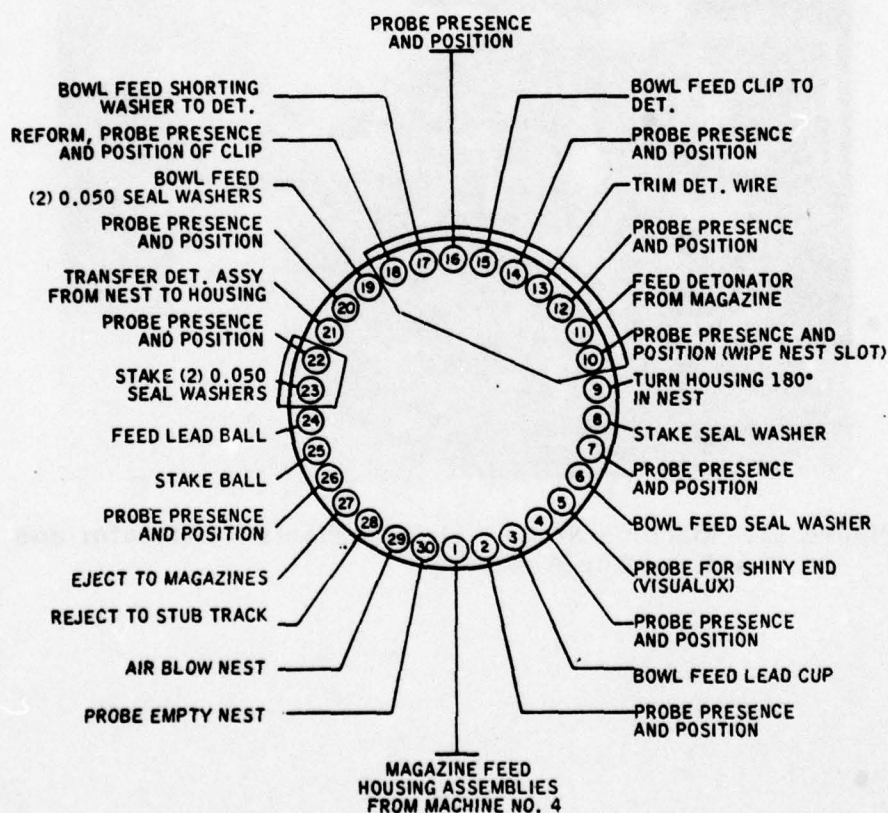 PROBE PRESENCE
AND POSITION
BOWL FEED SHORTING
WASHER TO DET.
REFORM, PROBE PRESENCE
AND POSITION OF CLIP
BOWL FEED
(2) 0.050 SEAL WASHERS
PROBE PRESENCE
AND POSITION
TRANSFER DET. ASSY
FROM NEST TO HOUSING
PROBE PRESENCE
AND POSITION
STAKE (2) 0.050
SEAL WASHERS
FEED LEAD BALL
STAKE BALL
PROBE PRESENCE
AND POSITION
EJECT TO MAGAZINES
REJECT TO STUB TRACK
AIR BLOW NEST
PROBE EMPTY NEST
BOWL FEED CLIP TO
DET.
PROBE PRESENCE
AND POSITION
TRIM DET. WIRE
PROBE PRESENCE
AND POSITION
FEED DETONATOR
FROM MAGAZINE
PROBE PRESENCE AND
POSITION (WIPE NEST SLOT)
TURN HOUSING 180°
IN NEST
STAKE SEAL WASHER
PROBE PRESENCE
AND POSITION
BOWL FEED SEAL WASHER
PROBE FOR SHINY END
(VISUALUX)
PROBE PRESENCE
AND POSITION
BOWL FEED LEAD CUP
PROBE PRESENCE
AND POSITION
MAGAZINE FEED
HOUSING ASSEMBLIES
FROM MACHINE NO. 4
1
2
3
4
5
6
7
8
9
10
11
12
13
14
15
16
17
18
19
20
21
22
23
24
25
26
27
28
29
30